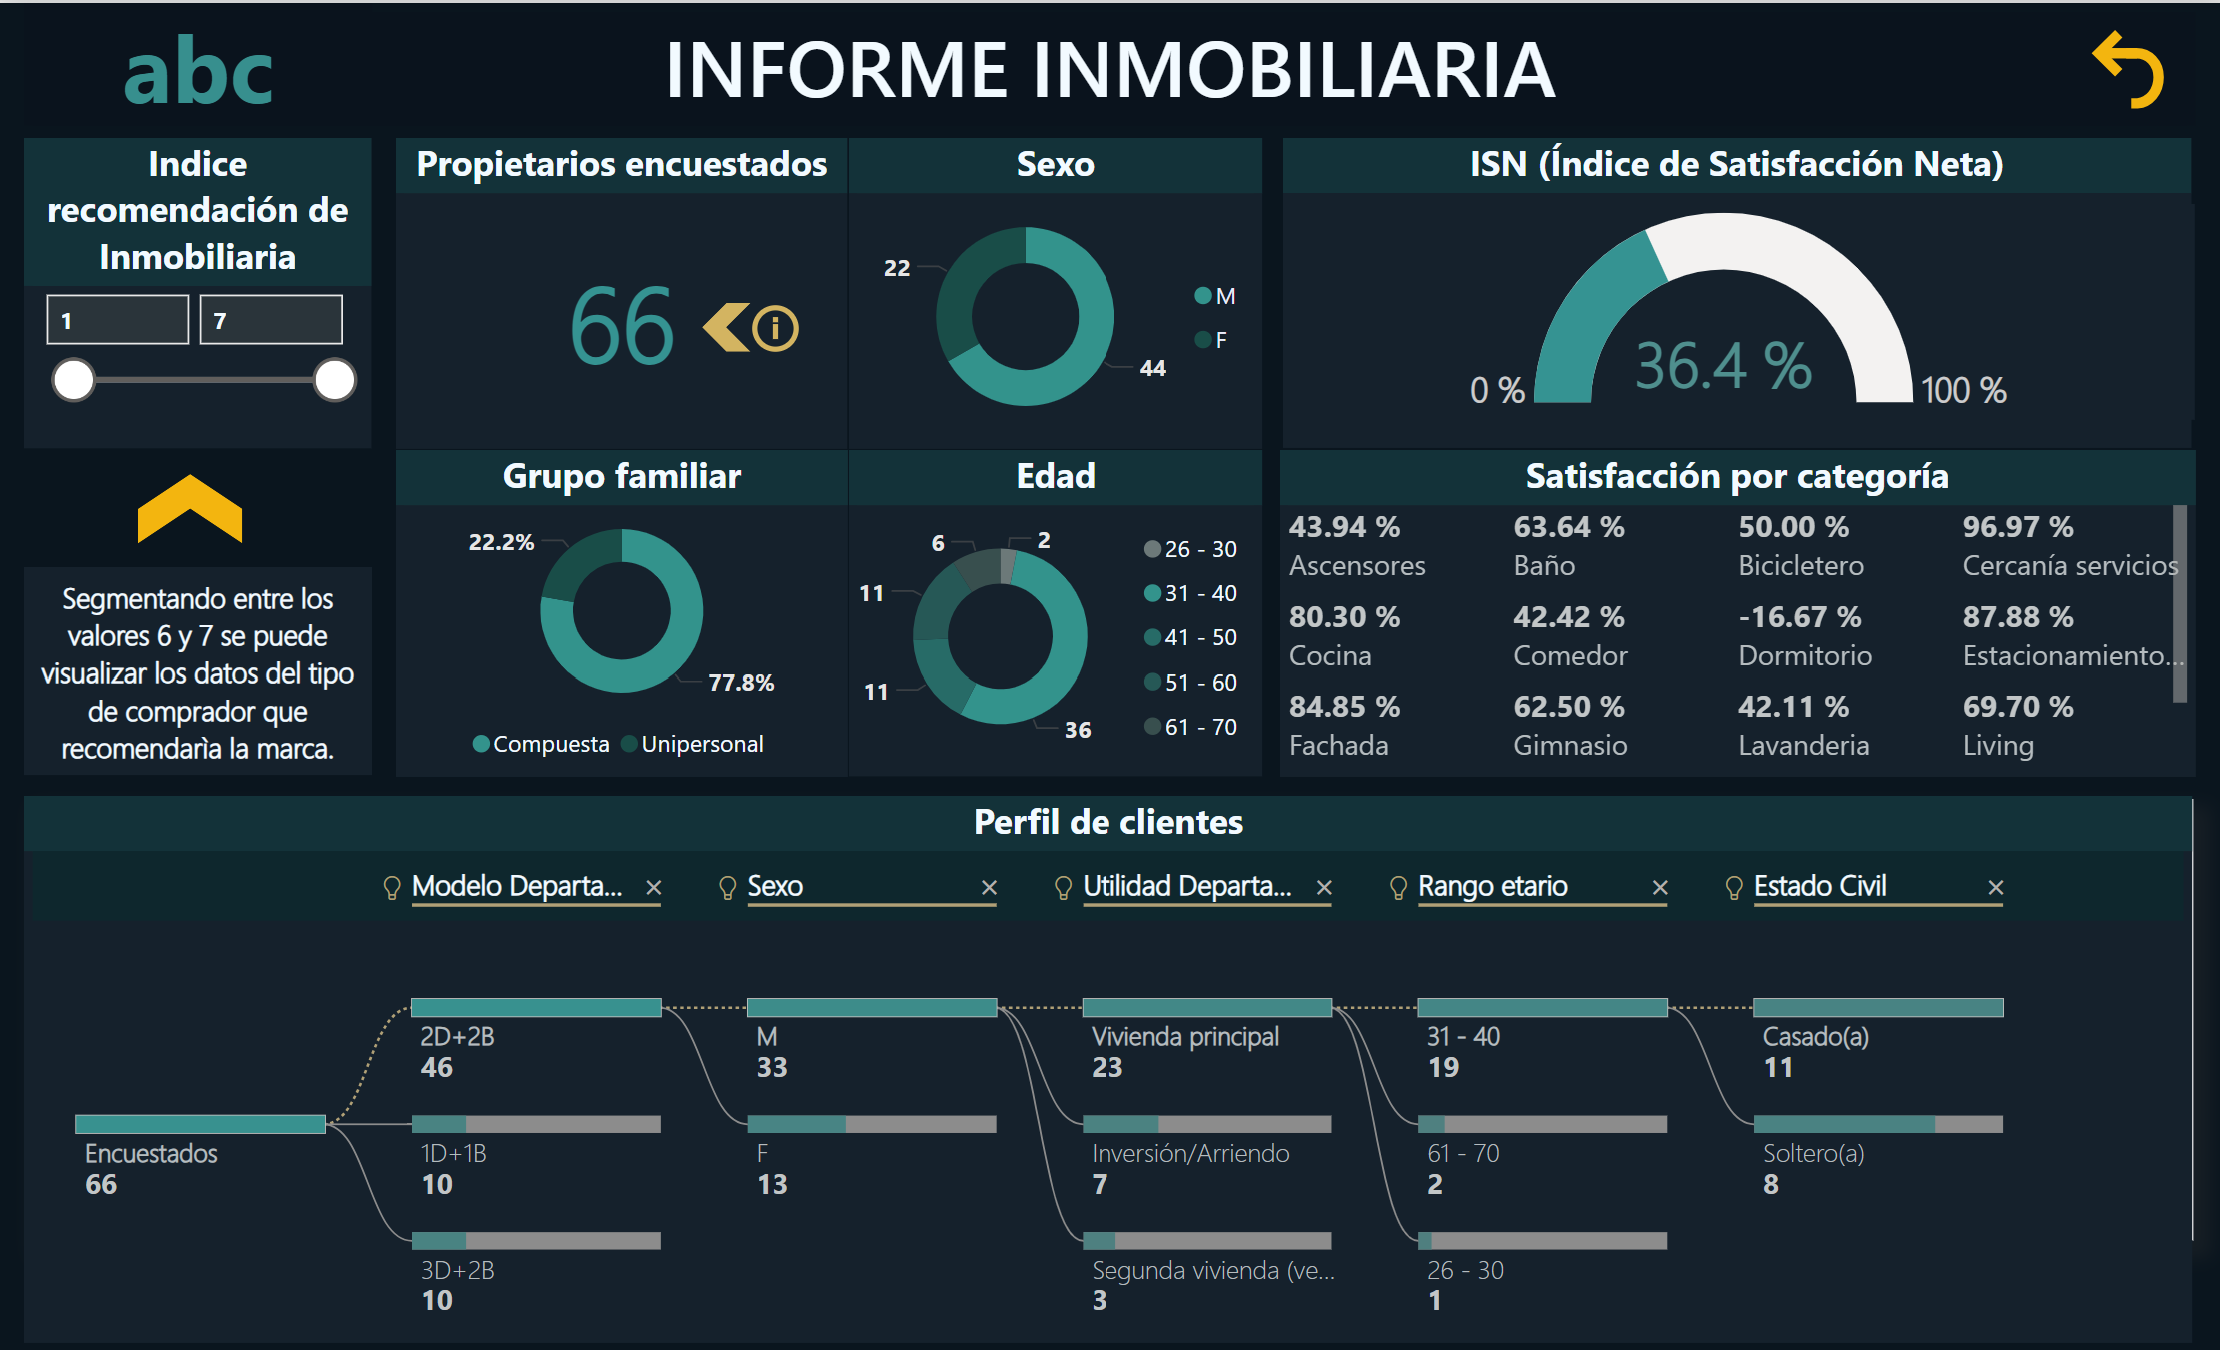 abc
INFORME INMOBILIARIA
Indice
recomendación de
Inmobiliaria
1
7
Segmentando entre los
valores 6 y 7 se puede
visualizar los datos del tipo
de comprador que
recomendarìa la marca.
Propietarios encuestados
66
i
Sexo
22
44
M
F
ISN (Índice de Satisfacción Neta)
36.4 %
0 %
100 %
Grupo familiar
22.2%
77.8%
Compuesta
Unipersonal
Edad
6
2
11
11
36
26 - 30
31 - 40
41 - 50
51 - 60
61 - 70
Satisfacción por categoría
43.94 %
Ascensores
63.64 %
Baño
50.00 %
Bicicletero
96.97 %
Cercanía servicios
80.30 %
Cocina
42.42 %
Comedor
-16.67 %
Dormitorio
87.88 %
Estacionamiento...
84.85 %
Fachada
62.50 %
Gimnasio
42.11 %
Lavanderia
69.70 %
Living
Perfil de clientes
Modelo Departa... ×
Sexo ×
Utilidad Departa... ×
Rango etario ×
Estado Civil ×
Encuestados
66
2D+2B
46
1D+1B
10
3D+2B
10
M
33
F
13
Vivienda principal
23
Inversión/Arriendo
7
Segunda vivienda (ve...
3
31 - 40
19
61 - 70
2
26 - 30
1
Casado(a)
11
Soltero(a)
8